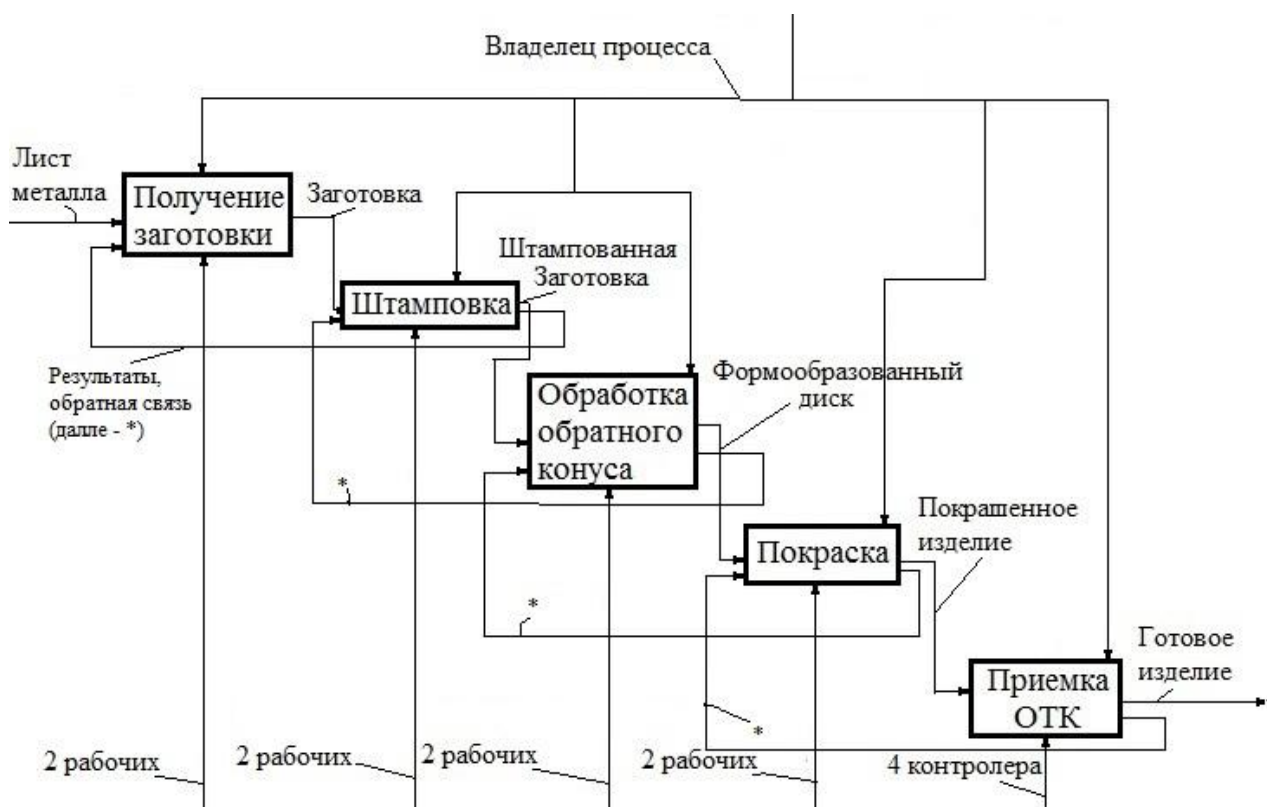 Владелец процесса
Лист
металла
Получение
заготовки
Заготовка
Штампованная
Заготовка
Штамповка
Результаты,
обратная связь
(далле - *)
Обработка
обратного
конуса
Формообразованный
диск
*
Покраска
Покрашенное
изделие
*
Приемка
ОТК
Готовое
изделие
*
2 рабочих
2 рабочих
2 рабочих
2 рабочих
4 контролера